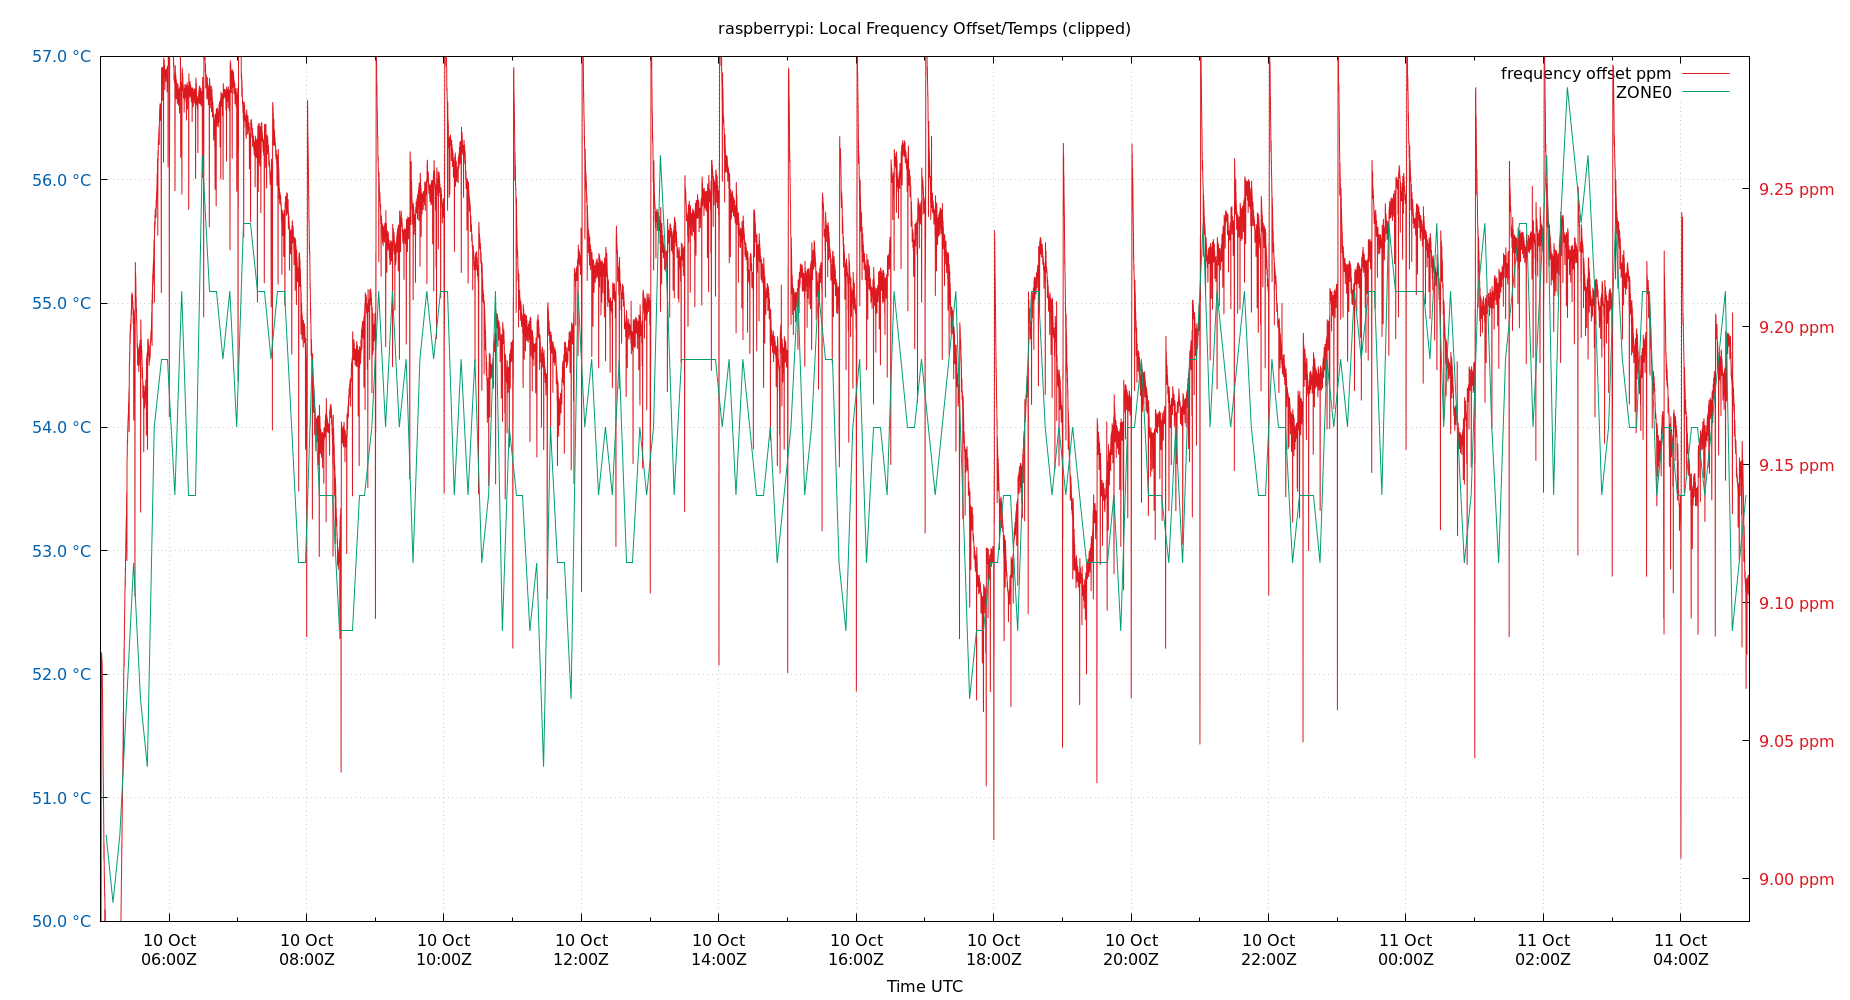 raspberrypi: Local Frequency Offset/Temps (clipped)
57.0 °C
56.0 °C
55.0 °C
54.0 °C
53.0 °C
52.0 °C
51.0 °C
50.0 °C
frequency offset ppm
ZONE0
9.25 ppm
9.20 ppm
9.15 ppm
9.10 ppm
9.05 ppm
9.00 ppm
10 Oct
06:00Z
10 Oct
08:00Z
10 Oct
10:00Z
10 Oct
12:00Z
10 Oct
14:00Z
10 Oct
16:00Z
10 Oct
18:00Z
10 Oct
20:00Z
10 Oct
22:00Z
11 Oct
00:00Z
11 Oct
02:00Z
11 Oct
04:00Z
Time UTC